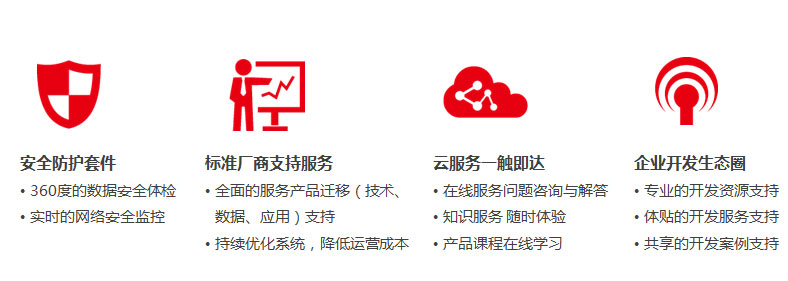 安全防护套件
• 360度的数据安全体检
• 实时的网络安全监控
标准厂商支持服务
• 全面的服务产品迁移（技术、
数据、应用）支持
• 持续优化系统，降低运营成本
云服务一触即达
• 在线服务问题咨询与解答
• 知识服务 随时体验
• 产品课程在线学习
企业开发生态圈
• 专业的开发资源支持
• 体贴的开发服务支持
• 共享的开发案例支持